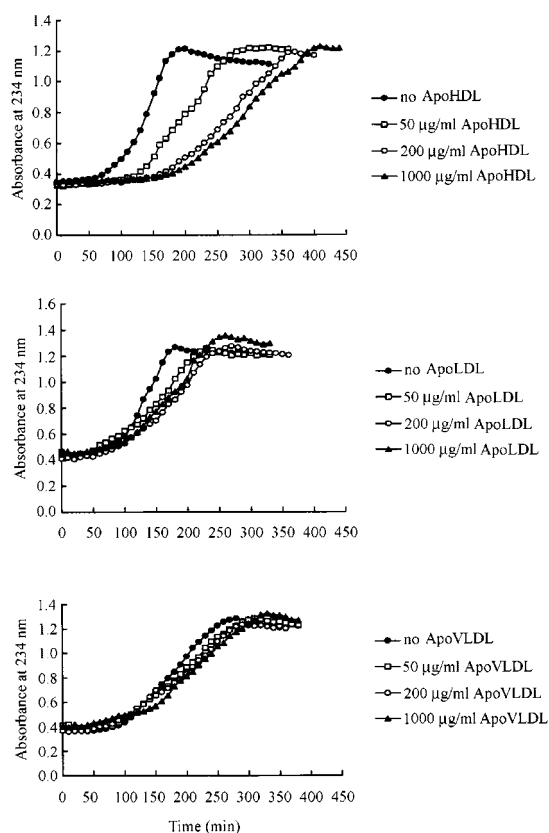 Absorbance at 234 nm
1.4
1.2
1.0
0.8
0.6
0.4
0.2
0.0
0 50 100 150 200 250 300 350 400 450
no ApoHDL
50 µg/ml ApoHDL
200 µg/ml ApoHDL
1000 µg/ml ApoHDL
Absorbance at 234 nm
1.6
1.4
1.2
1.0
0.8
0.6
0.4
0.2
0.0
0 50 100 150 200 250 300 350 400 450
no ApoLDL
50 µg/ml ApoLDL
200 µg/ml ApoLDL
1000 µg/ml ApoLDL
Absorbance at 234 nm
1.4
1.2
1.0
0.8
0.6
0.4
0.2
0.0
0 50 100 150 200 250 300 350 400 450
no ApoVLDL
50 µg/ml ApoVLDL
200 µg/ml ApoVLDL
1000 µg/ml ApoVLDL
Time (min)